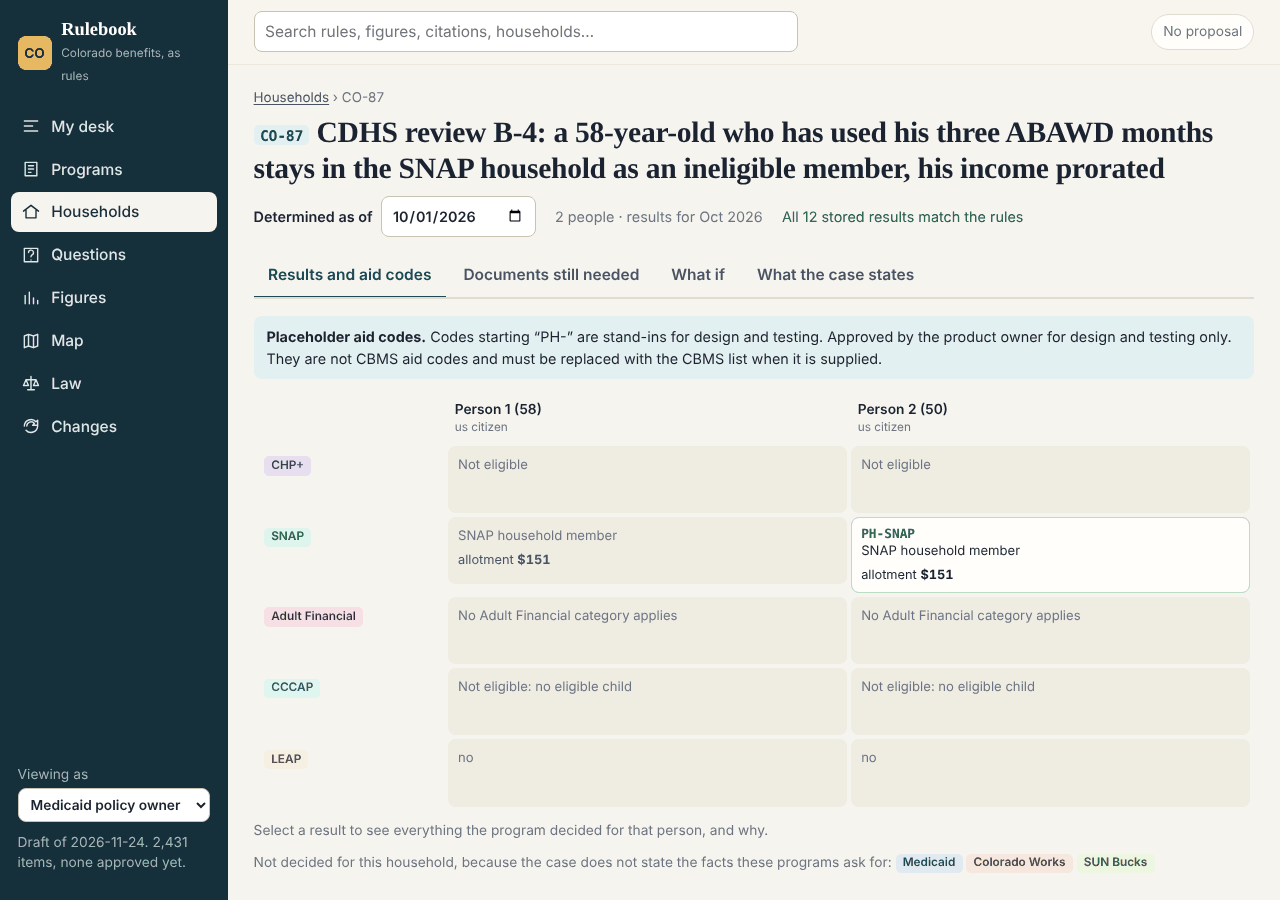 CO
Rulebook
Colorado benefits, as
rules
My desk
Programs
Households
Questions
Figures
Map
Law
Changes
Viewing as
Medicaid policy owner
Draft of 2026-11-24. 2,431
items, none approved yet.
Search rules, figures, citations, households…
No proposal
Households › CO-87
CO-87 CDHS review B-4: a 58-year-old who has used his three ABAWD months
stays in the SNAP household as an ineligible member, his income prorated
Determined as of 10/01/2026 2 people · results for Oct 2026 All 12 stored results match the rules
Results and aid codes Documents still needed What if What the case states
Placeholder aid codes. Codes starting “PH-” are stand-ins for design and testing. Approved by the product owner for design and testing only.
They are not CBMS aid codes and must be replaced with the CBMS list when it is supplied.
Person 1 (58) Person 2 (50)
us citizen us citizen
CHP+ Not eligible Not eligible
SNAP SNAP household member PH-SNAP
allotment $151 SNAP household member
allotment $151
Adult Financial No Adult Financial category applies No Adult Financial category applies
CCCAP Not eligible: no eligible child Not eligible: no eligible child
LEAP no no
Select a result to see everything the program decided for that person, and why.
Not decided for this household, because the case does not state the facts these programs ask for: Medicaid Colorado Works SUN Bucks